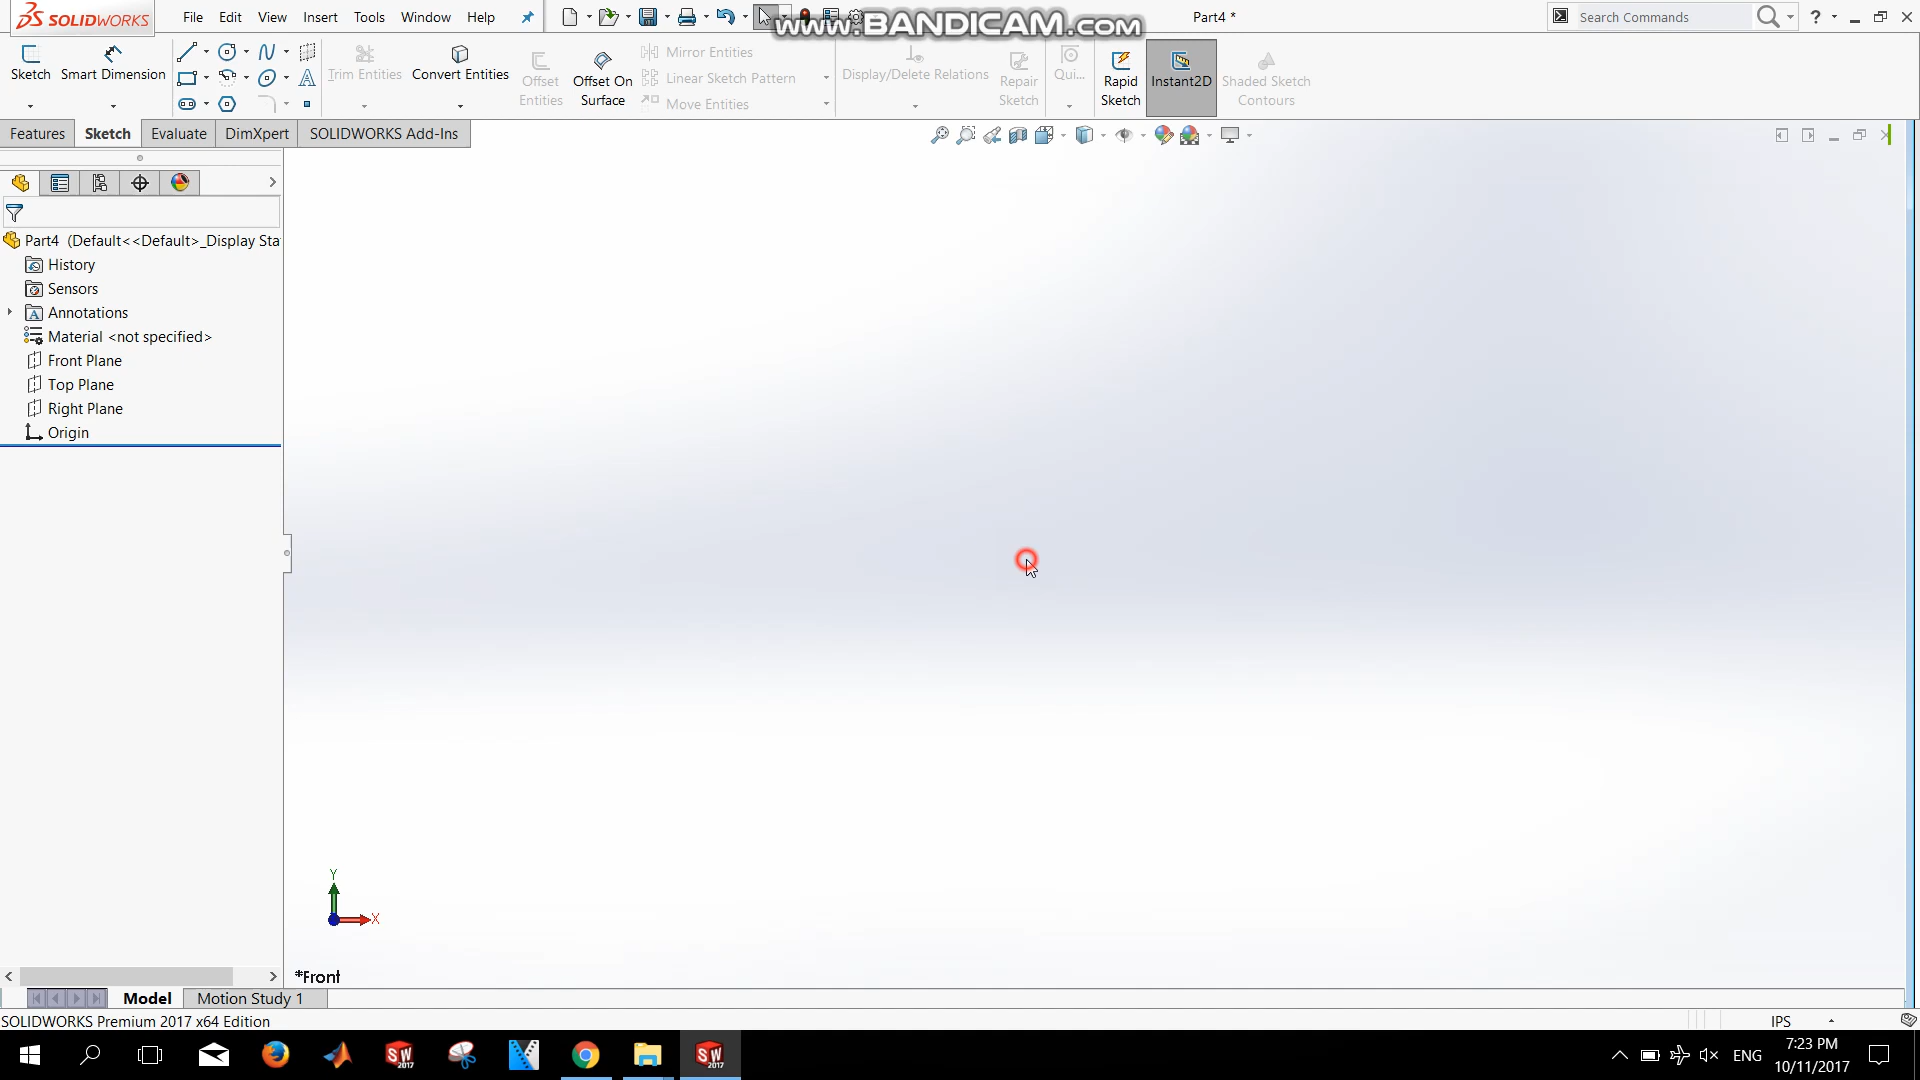 SOLIDWORKS
File Edit View Insert Tools Window Help
www.BANDICAM.com
Part4 *
Search Commands
?
Sketch
Smart Dimension
Trim Entities
Convert Entities
Offset Entities
Offset On Surface
Mirror Entities
Linear Sketch Pattern
Move Entities
Display/Delete Relations
Repair Sketch
Qui...
Rapid Sketch
Instant2D
Shaded Sketch Contours
Features Sketch Evaluate DimXpert SOLIDWORKS Add-Ins
Part4 (Default<<Default>_Display Sta
History
Sensors
Annotations
Material <not specified>
Front Plane
Top Plane
Right Plane
Origin
Y
X
*Front
Model Motion Study 1
SOLIDWORKS Premium 2017 x64 Edition
IPS
SW 2017
SW 2017
ENG
7:23 PM
10/11/2017